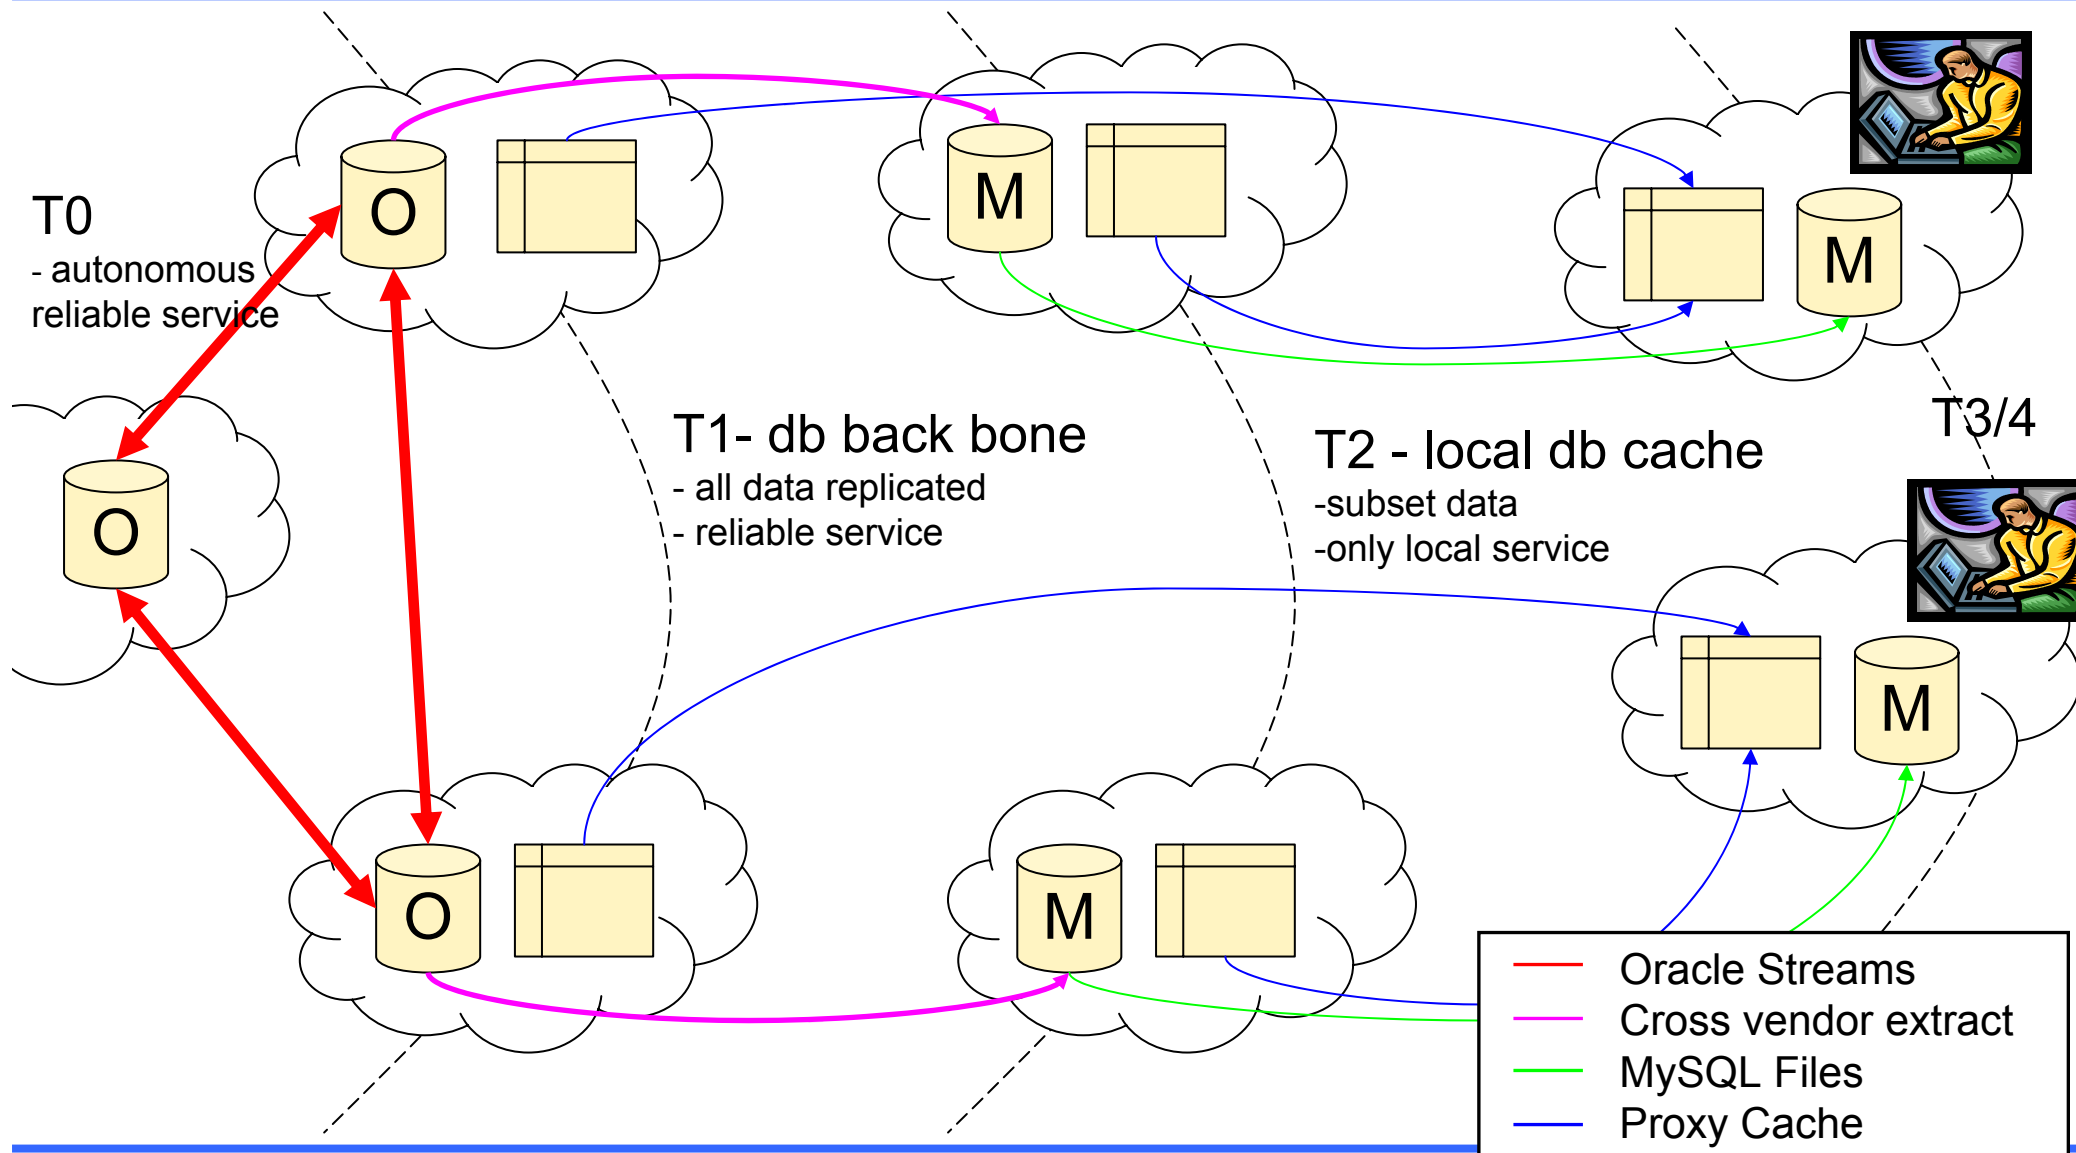 O
M
M
T0
- autonomous
reliable service
T3/4
T1- db back bone
- all data replicated
- reliable service
T2 - local db cache
-subset data
-only local service
O
M
O
M
Oracle Streams
Cross vendor extract
MySQL Files
Proxy Cache